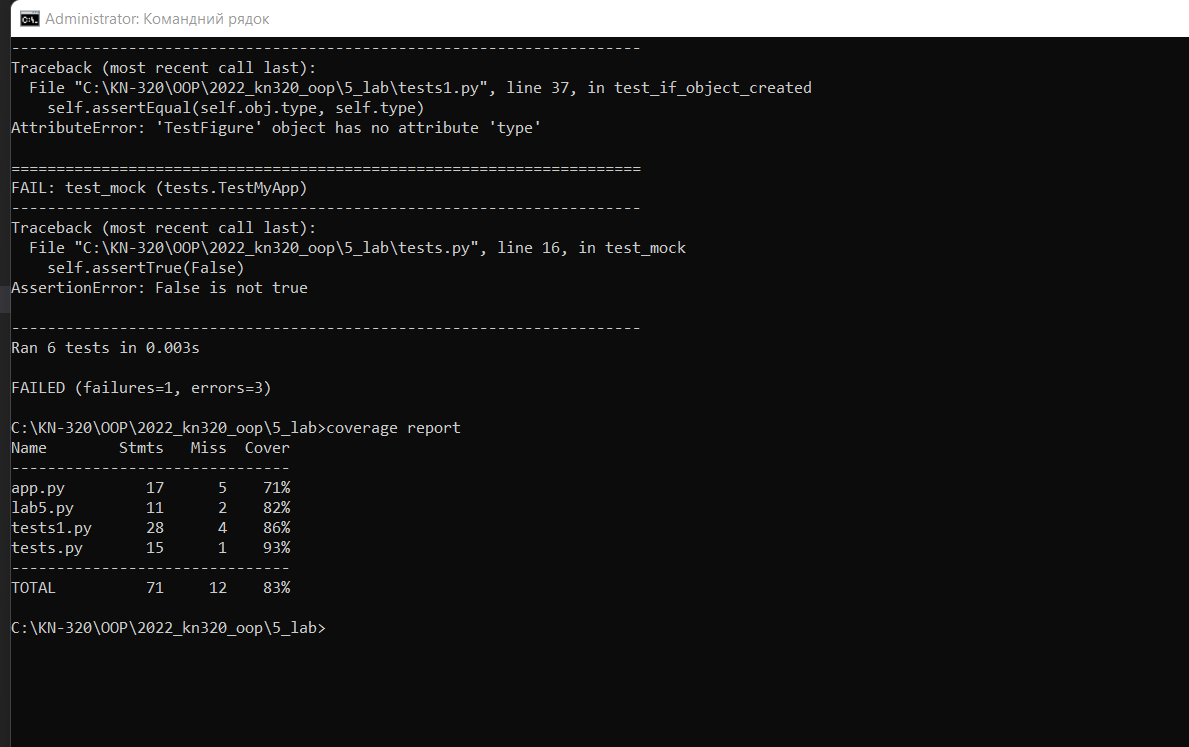 Administrator: Командний рядок
----------------------------------------------------------------------
Traceback (most recent call last):
  File "C:\KN-320\OOP\2022_kn320_oop\5_lab\tests1.py", line 37, in test_if_object_created
    self.assertEqual(self.obj.type, self.type)
AttributeError: 'TestFigure' object has no attribute 'type'
======================================================================
FAIL: test_mock (tests.TestMyApp)
----------------------------------------------------------------------
Traceback (most recent call last):
  File "C:\KN-320\OOP\2022_kn320_oop\5_lab\tests.py", line 16, in test_mock
    self.assertTrue(False)
AssertionError: False is not true
----------------------------------------------------------------------
Ran 6 tests in 0.003s
FAILED (failures=1, errors=3)
C:\KN-320\OOP\2022_kn320_oop\5_lab>coverage report
Name        Stmts   Miss  Cover
-------------------------------
app.py         17      5    71%
lab5.py        11      2    82%
tests1.py      28      4    86%
tests.py       15      1    93%
-------------------------------
TOTAL          71     12    83%
C:\KN-320\OOP\2022_kn320_oop\5_lab>